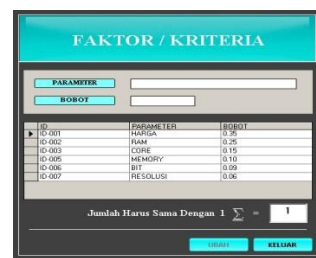 FAKTOR / KRITERIA
PARAMETER
BOBOT
ID PARAMETER BOBOT
ID-001 HARGA 0.35
ID-002 RAM 0.25
ID-003 CORE 0.15
ID-005 MEMORY 0.10
ID-006 BIT 0.09
ID-007 RESOLUSI 0.06
Jumlah Harus Sama Dengan 1 ∑ = 1
UBAH KELUAR